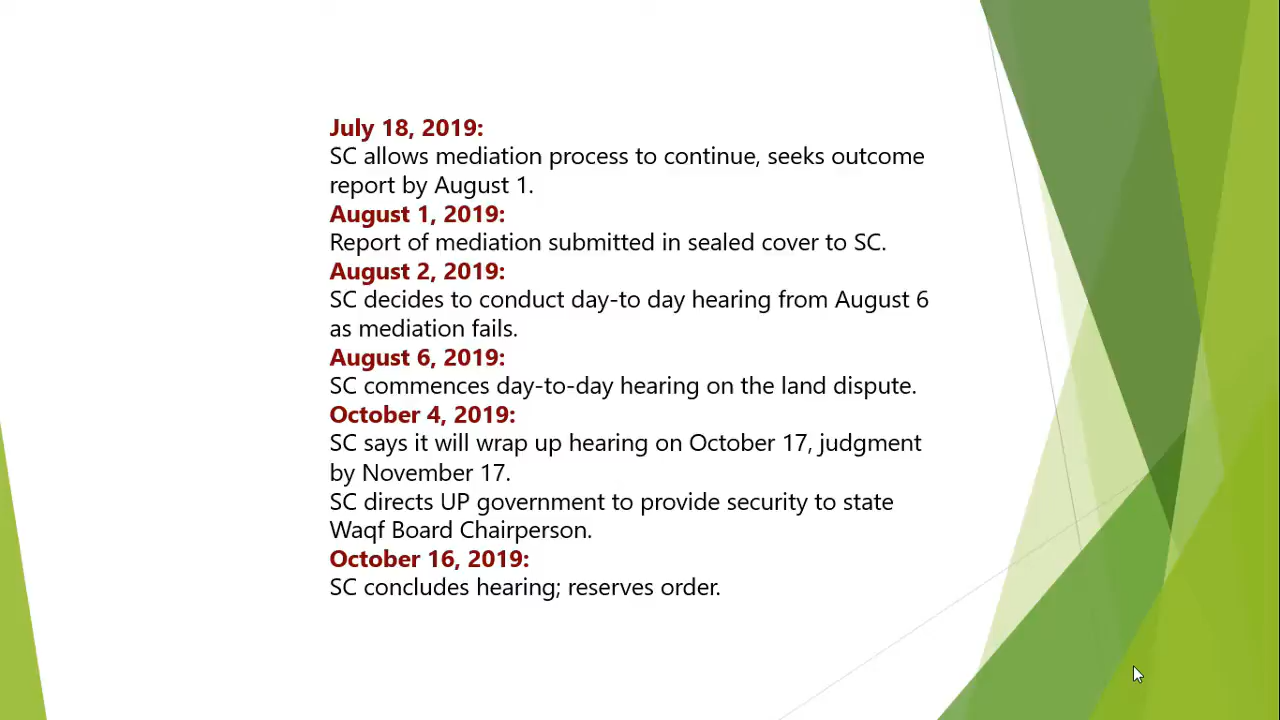 July 18, 2019:
SC allows mediation process to continue, seeks outcome
report by August 1.
August 1, 2019:
Report of mediation submitted in sealed cover to SC.
August 2, 2019:
SC decides to conduct day-to day hearing from August 6
as mediation fails.
August 6, 2019:
SC commences day-to-day hearing on the land dispute.
October 4, 2019:
SC says it will wrap up hearing on October 17, judgment
by November 17.
SC directs UP government to provide security to state
Waqf Board Chairperson.
October 16, 2019:
SC concludes hearing; reserves order.